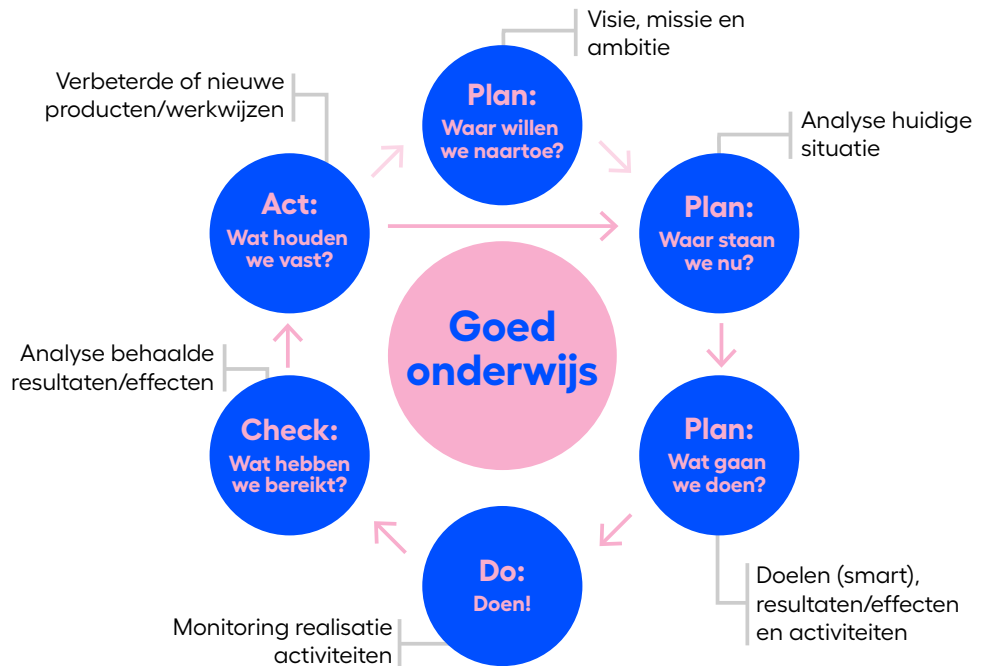 Visie, missie en
ambitie
Plan:
Waar willen
we naartoe?
Analyse huidige
situatie
Plan:
Waar staan
we nu?
Plan:
Wat gaan
we doen?
Doelen (smart),
resultaten/effecten
en activiteiten
Do:
Doen!
Monitoring realisatie
activiteiten
Check:
Wat hebben
we bereikt?
Analyse behaalde
resultaten/effecten
Act:
Wat houden
we vast?
Verbeterde of nieuwe
producten/werkwijzen
Goed
onderwijs